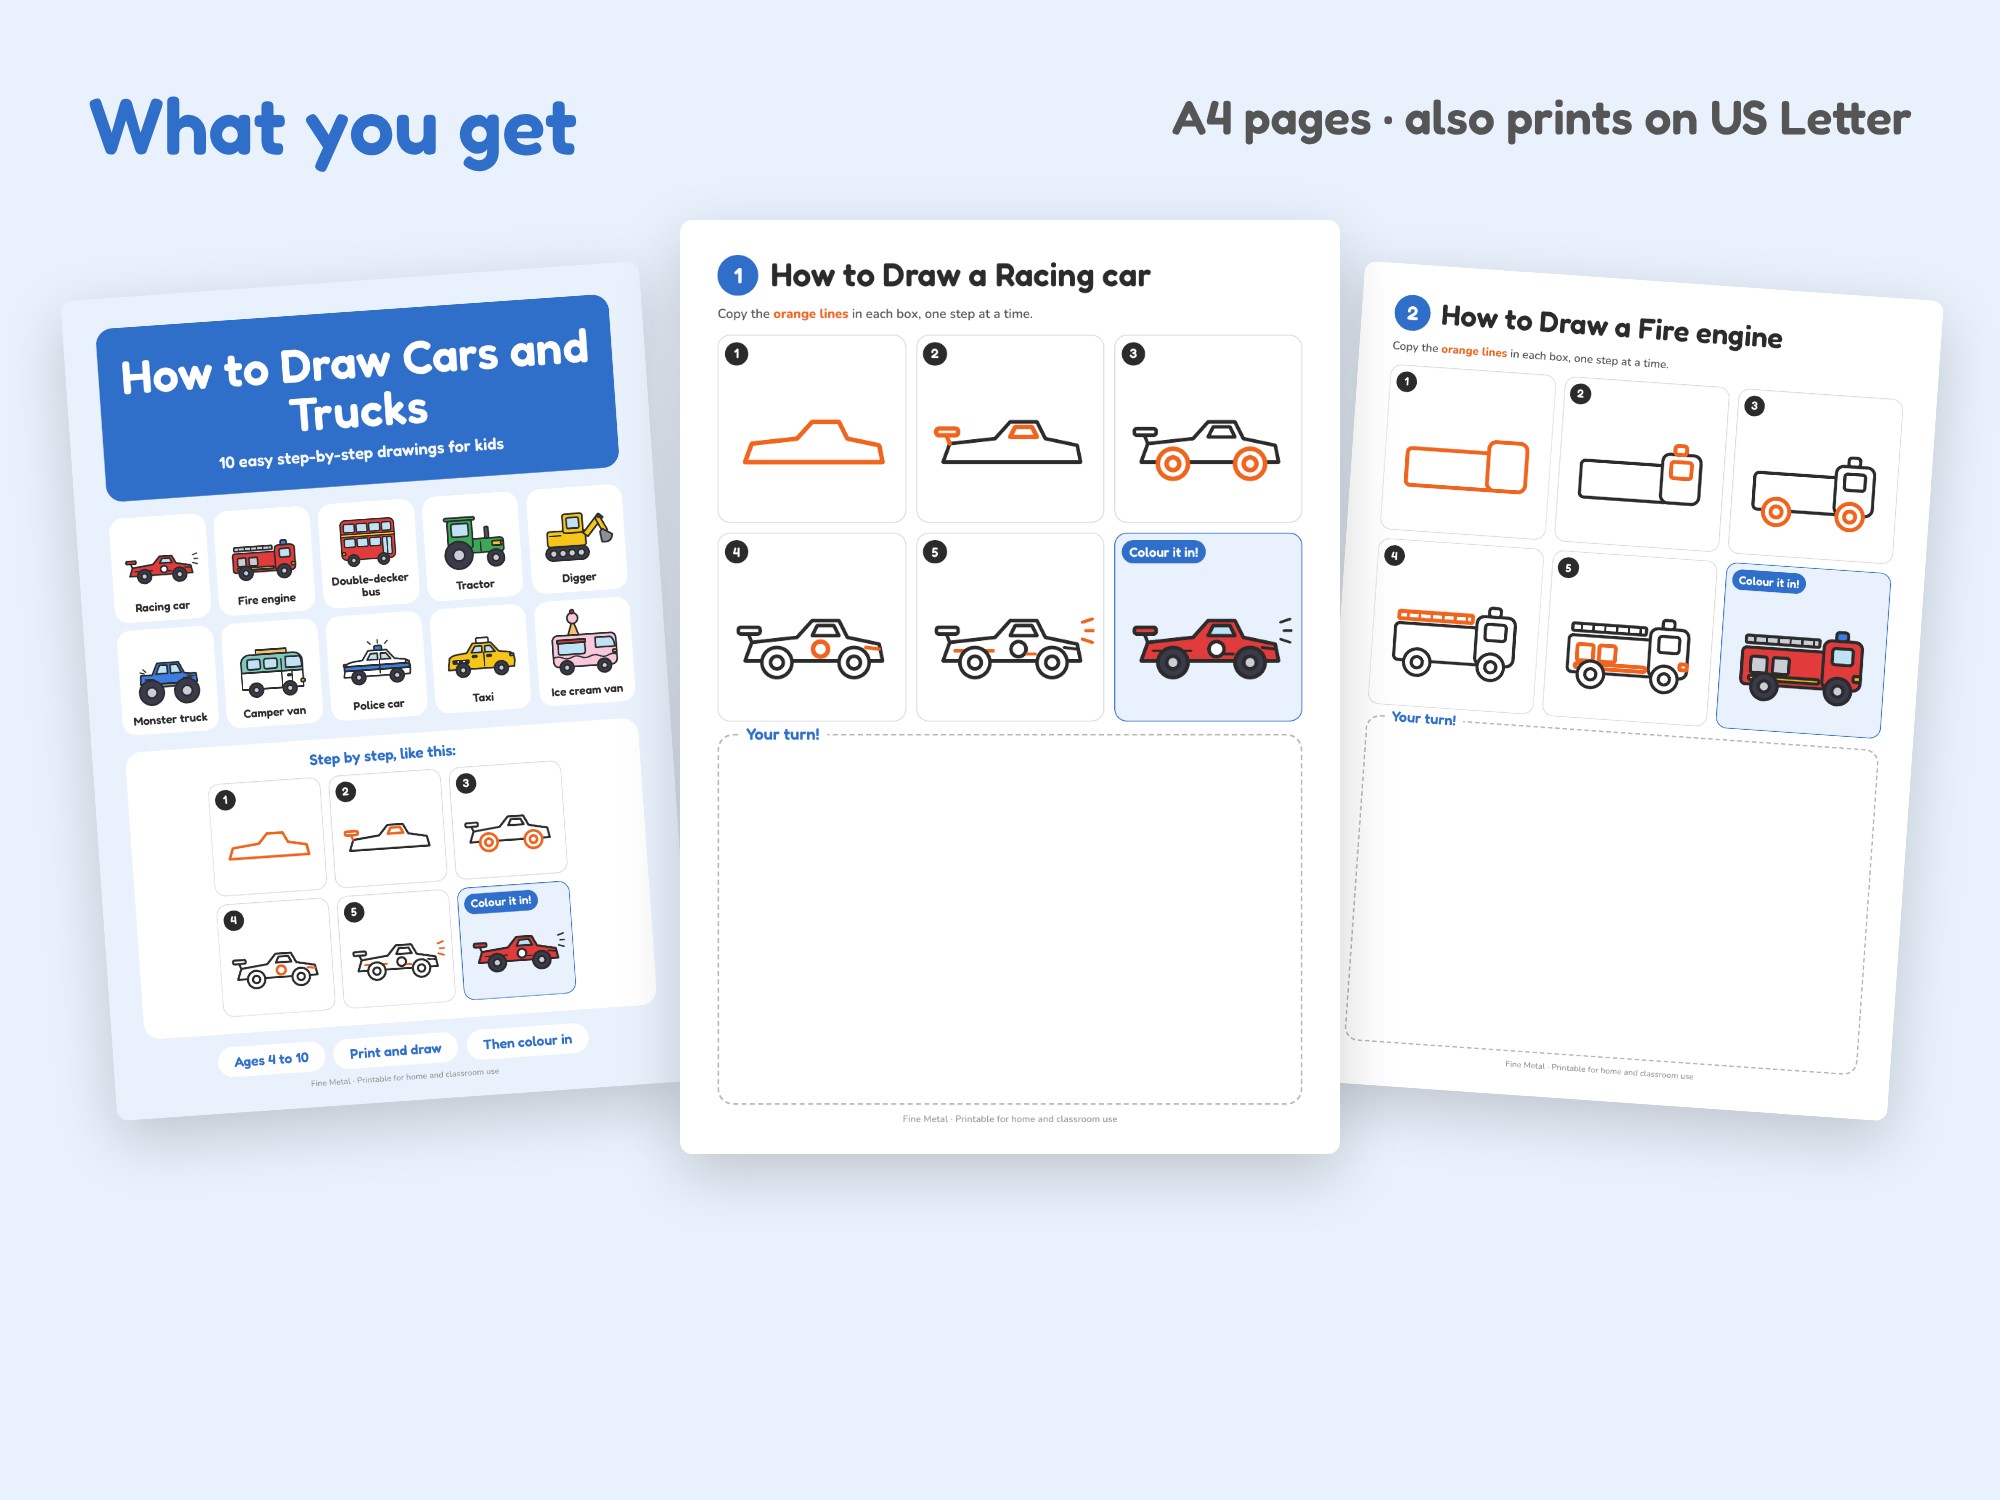 What you get
A4 pages · also prints on US Letter
How to Draw Cars and
Trucks
10 easy step-by-step drawings for kids
Racing car
Fire engine
Double-decker
bus
Tractor
Digger
Monster truck
Camper van
Police car
Taxi
Ice cream van
Step by step, like this:
1
2
3
4
5
Colour it in!
Ages 4 to 10
Print and draw
Then colour in
Fine Metal · Printable for home and classroom use
1 How to Draw a Racing car
Copy the orange lines in each box, one step at a time.
1
2
3
4
5
Colour it in!
Your turn!
Fine Metal · Printable for home and classroom use
2 How to Draw a Fire engine
Copy the orange lines in each box, one step at a time.
1
2
3
4
5
Colour it in!
Your turn!
Fine Metal · Printable for home and classroom use